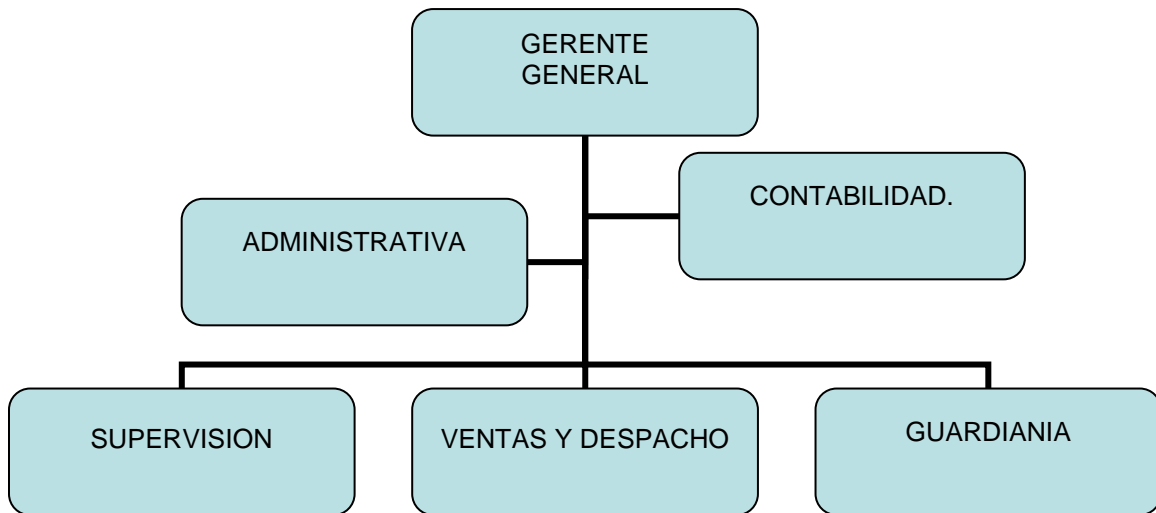 GERENTE
GENERAL
CONTABILIDAD.
ADMINISTRATIVA
SUPERVISION
VENTAS Y DESPACHO
GUARDIANIA